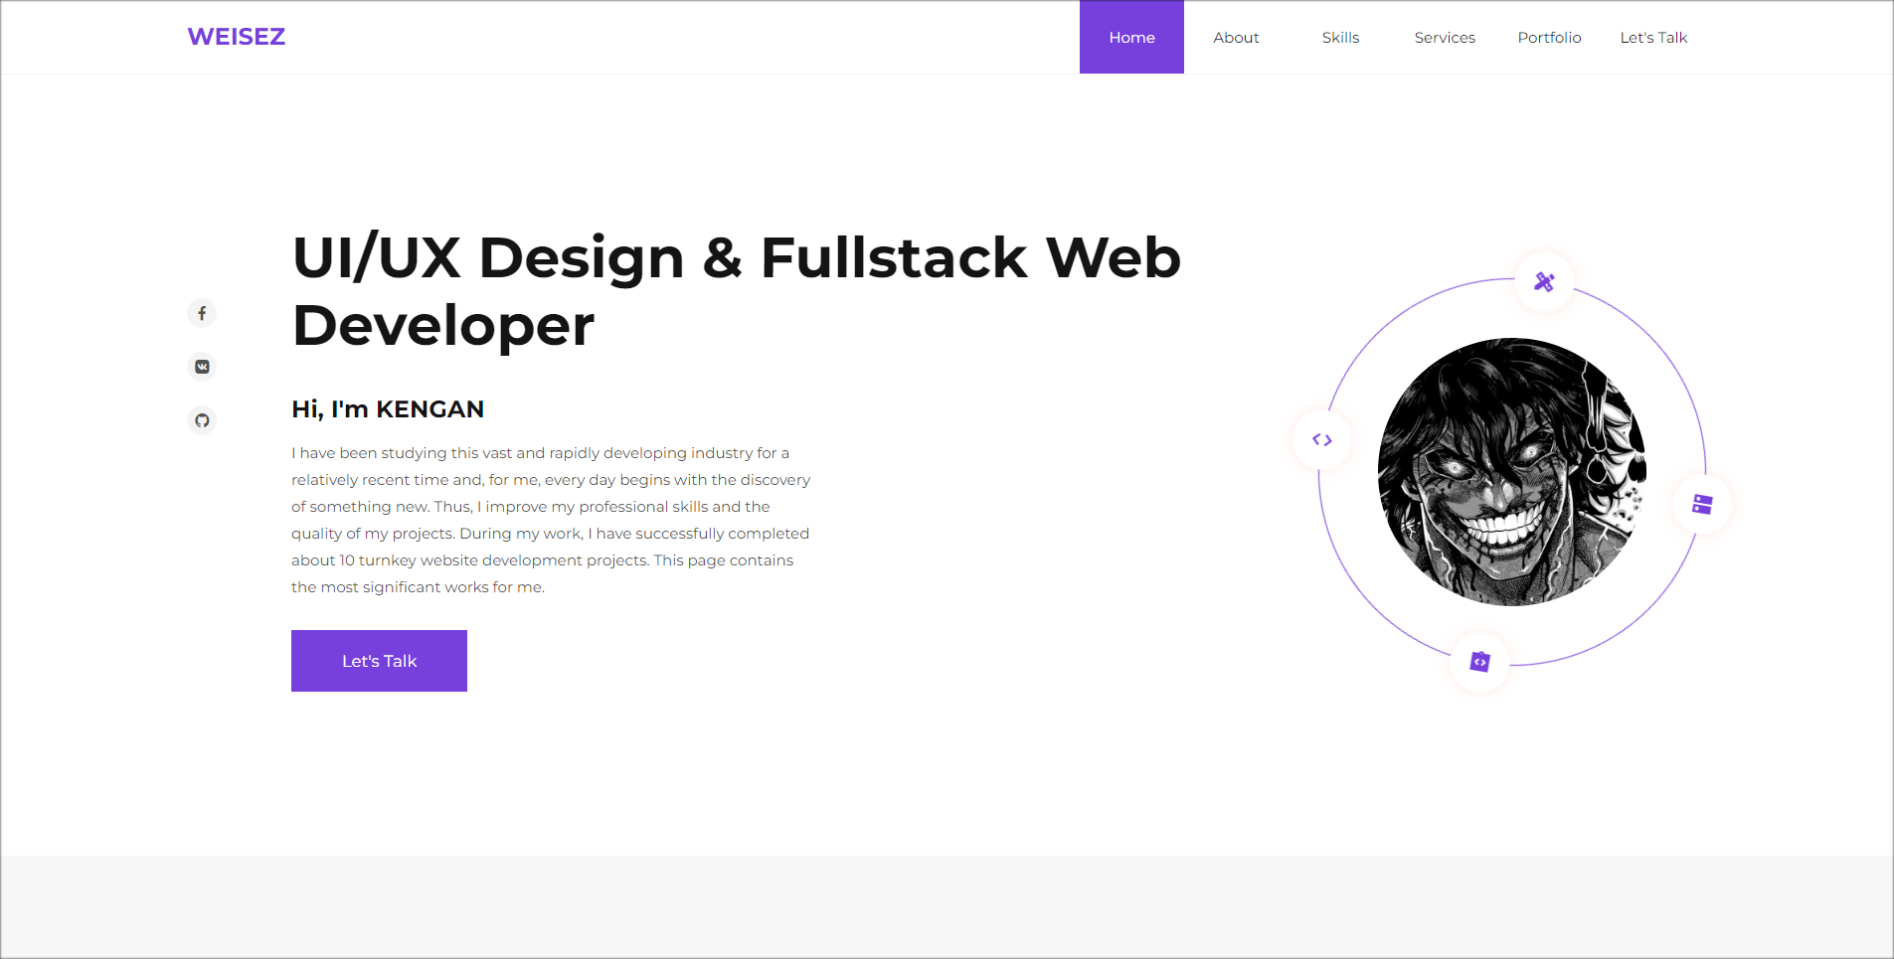 WEISEZ
Home About Skills Services Portfolio Let's Talk
UI/UX Design & Fullstack Web
Developer
Hi, I'm KENGAN
I have been studying this vast and rapidly developing industry for a
relatively recent time and, for me, every day begins with the discovery
of something new. Thus, I improve my professional skills and the
quality of my projects. During my work, I have successfully completed
about 10 turnkey website development projects. This page contains
the most significant works for me.
Let's Talk